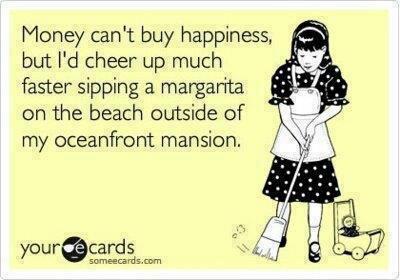 Money can't buy happiness,
but I'd cheer up much
faster sipping a margarita
on the beach outside of
my oceanfront mansion.
your e cards
someecards.com